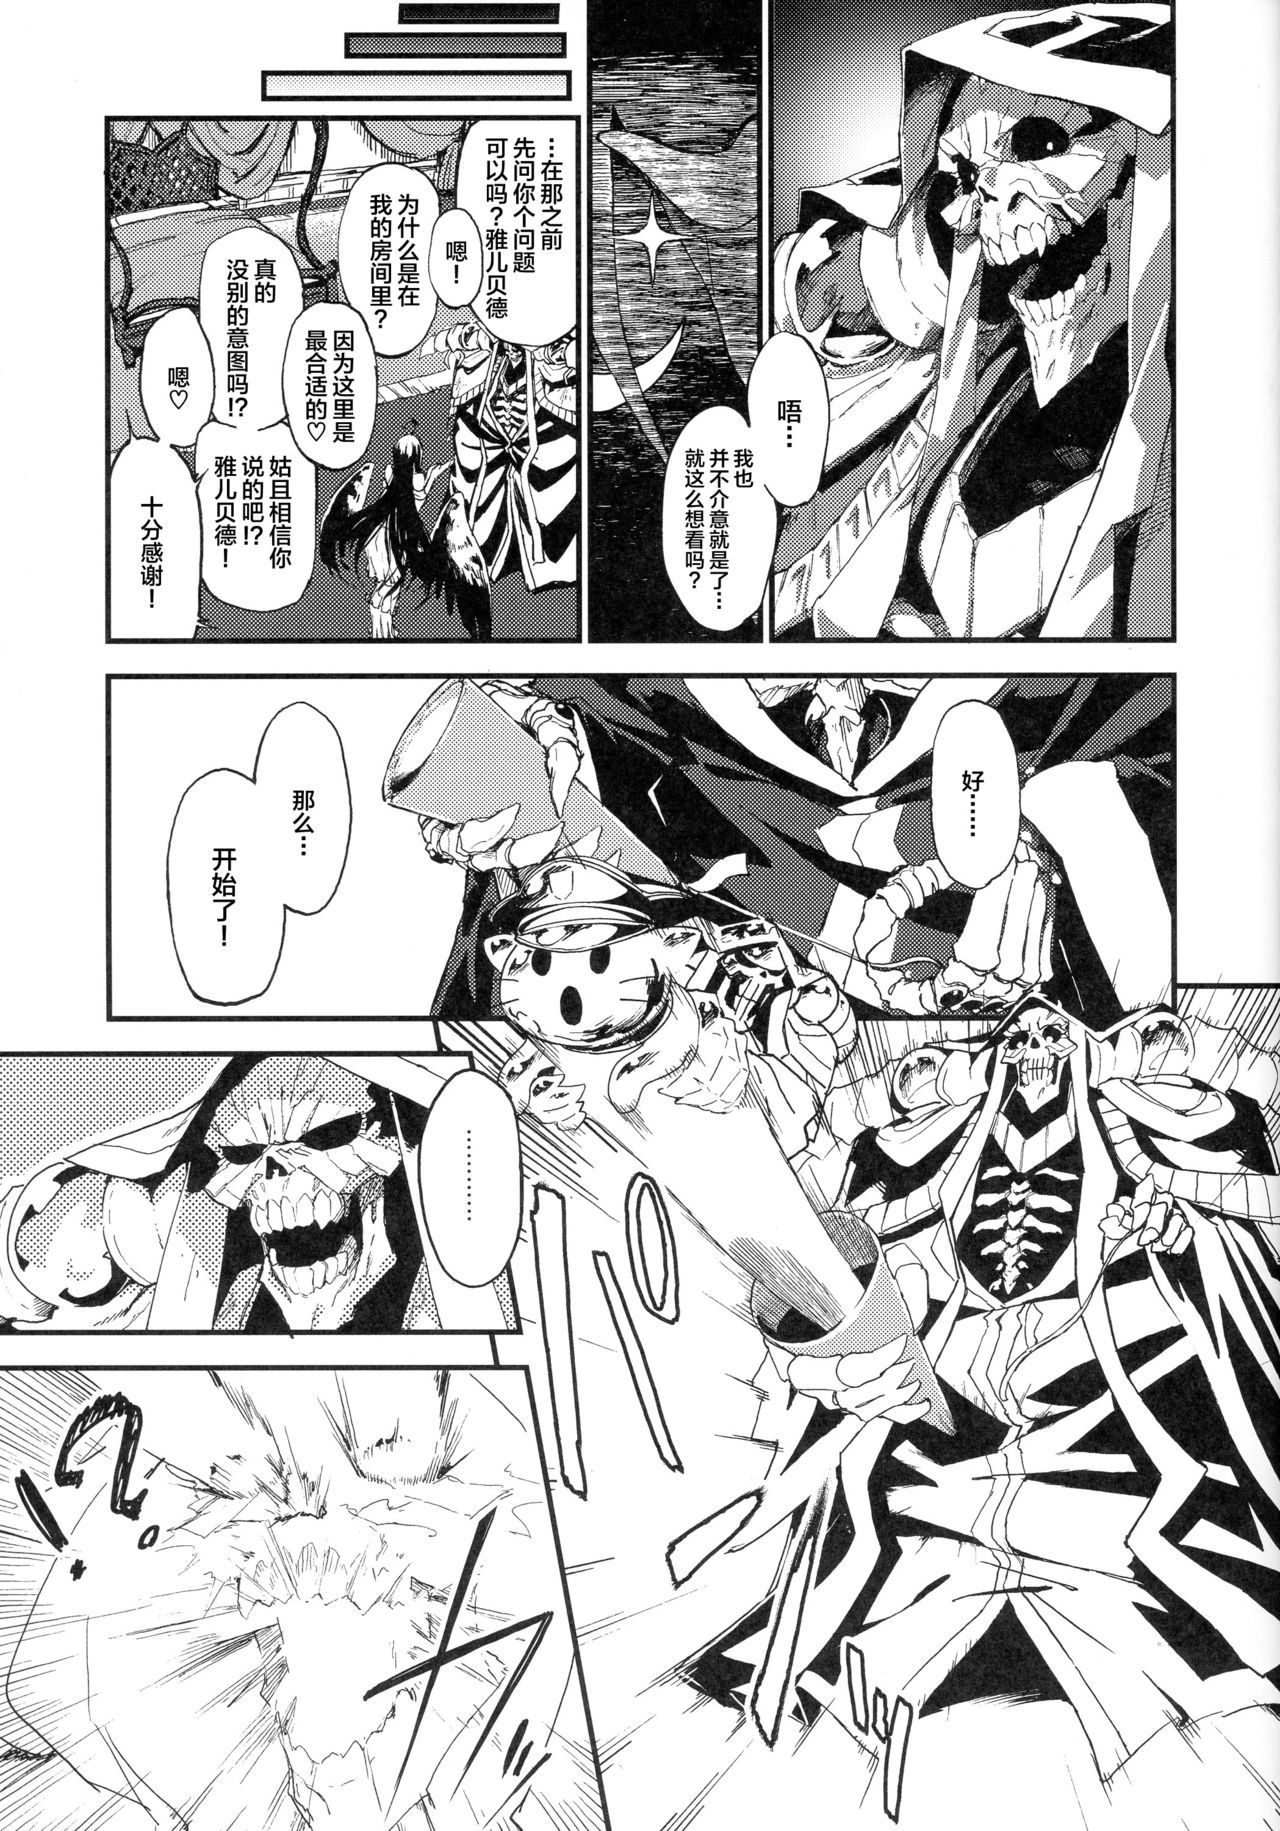 唔…
我也
并不介意就是了…
就这么想看吗？
…在那之前
先问你个问题
可以吗？雅儿贝德
嗯！
为什么是在
我的房间里？
因为这里是
最合适的♡
真的
没别的意图吗!?
嗯♡
姑且相信你
说的吧!?
雅儿贝德！
十分感谢！
好……
那么…
开始了！
…………